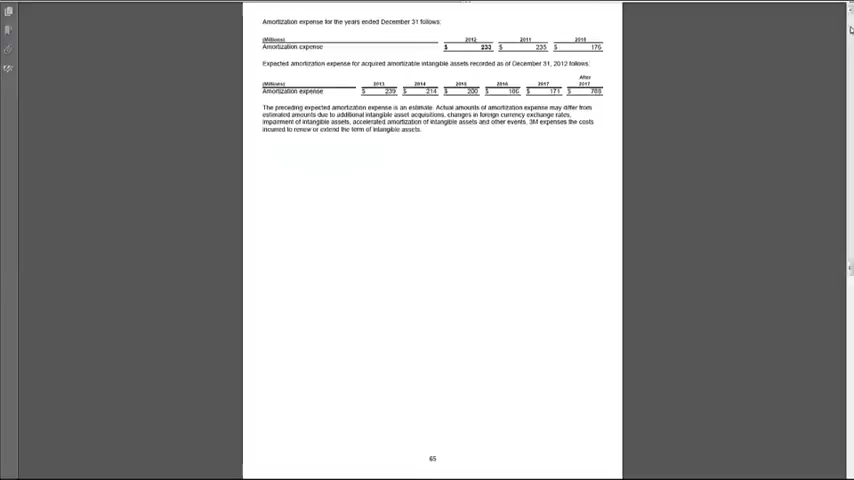 Amortization expense for the years ended December 31 follows:
(Millions) 2012 2011 2010
Amortization expense $ 233 $ 235 $ 176
Expected amortization expense for acquired amortizable intangible assets recorded as of December 31, 2012 follows:
After
(Millions) 2013 2014 2015 2016 2017 2017
Amortization expense $ 239 $ 214 $ 200 $ $ 171 $ 768
The preceding expected amortization expense is an estimate. Actual amounts of amortization expense may differ from
estimated amounts due to additional intangible asset acquisitions, changes in foreign currency exchange rates,
impairment of intangible assets, accelerated amortization of intangible assets and other events. 3M expenses the costs
incurred to renew or extend the term of intangible assets.
65